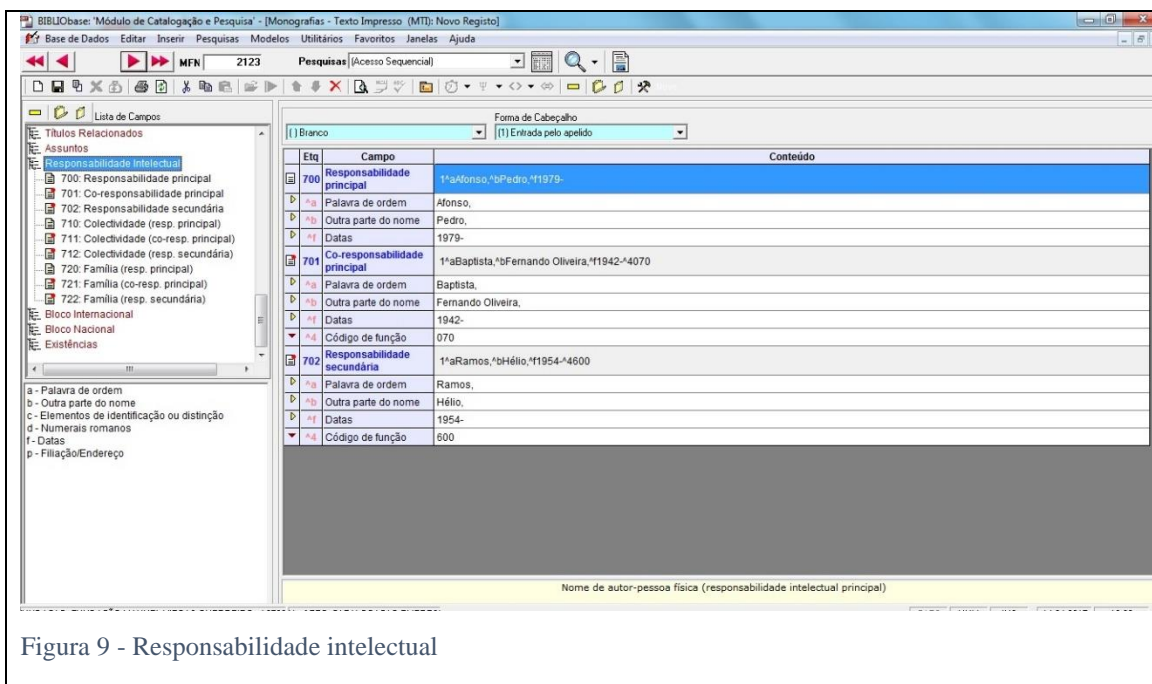 BIBLIObase: 'Módulo de Catalogação e Pesquisa' - [Monografias - Texto Impresso (MTI): Novo Registo]
Base de Dados Editar Inserir Pesquisas Modelos Utilitários Favoritos Janelas Ajuda
MFN 2123 Pesquisas (Acesso Sequencial)
Lista de Campos
Títulos Relacionados
Assuntos
Responsabilidade Intelectual
700: Responsabilidade principal
701: Co-responsabilidade principal
702: Responsabilidade secundária
710: Colectividade (resp. principal)
711: Colectividade (co-resp. principal)
712: Colectividade (resp. secundária)
720: Família (resp. principal)
721: Família (co-resp. principal)
722: Família (resp. secundária)
Bloco Internacional
Bloco Nacional
Existências
a - Palavra de ordem
b - Outra parte do nome
c - Elementos de identificação ou distinção
d - Numerais romanos
f - Datas
p - Filiação/Endereço
Forma de Cabeçalho
( ) Branco (1) Entrada pelo apelido
Etq Campo Conteúdo
700 Responsabilidade principal 1^aAfonso,^bPedro,^f1979-
^a Palavra de ordem Afonso,
^b Outra parte do nome Pedro,
^f Datas 1979-
701 Co-responsabilidade principal 1^aBaptista,^bFernando Oliveira,^f1942-^4070
^a Palavra de ordem Baptista,
^b Outra parte do nome Fernando Oliveira,
^f Datas 1942-
^4 Código de função 070
702 Responsabilidade secundária 1^aRamos,^bHélio,^f1954-^4600
^a Palavra de ordem Ramos,
^b Outra parte do nome Hélio,
^f Datas 1954-
^4 Código de função 600
Nome de autor-pessoa física (responsabilidade intelectual principal)
Figura 9 - Responsabilidade intelectual